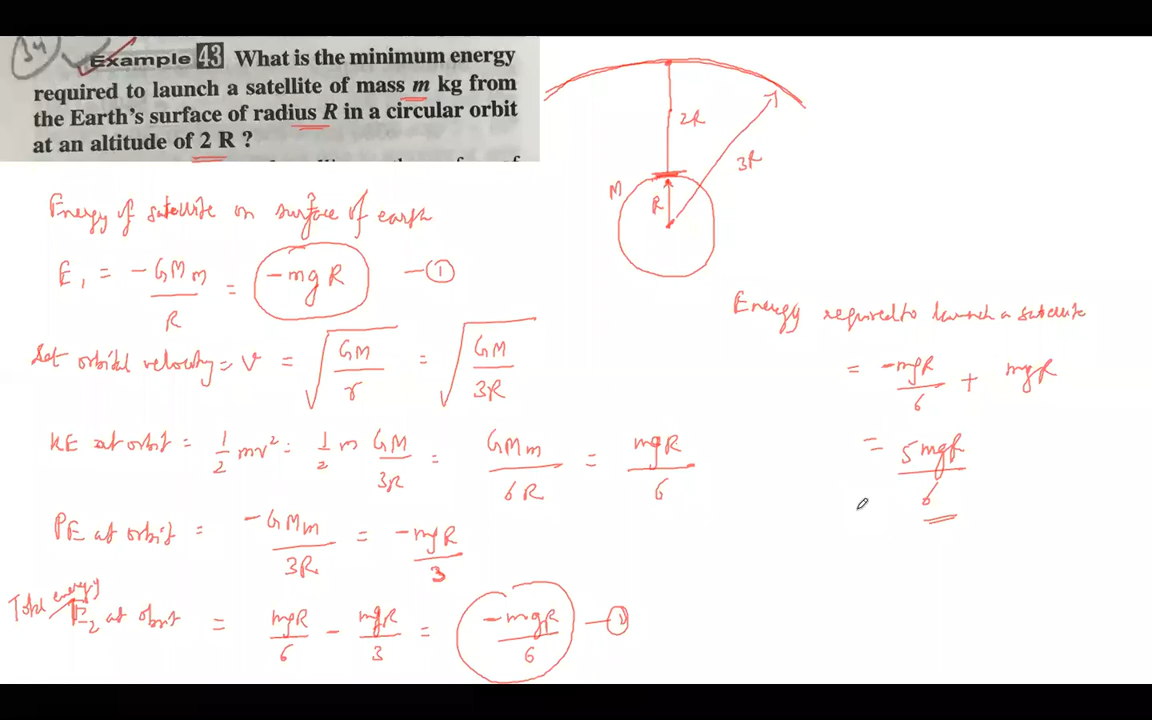 34
Example 43 What is the minimum energy
required to launch a satellite of mass m kg from
the Earth's surface of radius R in a circular orbit
at an altitude of 2 R ?
2R
3R
M
R
Energy of satellite on surface of earth
E₁ = -GMm/R = -mgR —①
Let orbital velocity = v = √(GM/r) = √(GM/3R)
KE at orbit = 1/2 mv² = 1/2 m GM/3R = GMm/6R = mgR/6
PE at orbit = -GMm/3R = -mgR/3
Total energy E₂ at obrit = mgR/6 - mgR/3 = -mgR/6 —②
Energy required to launch a satellite
= -mgR/6 + mgR
= 5mgR/6